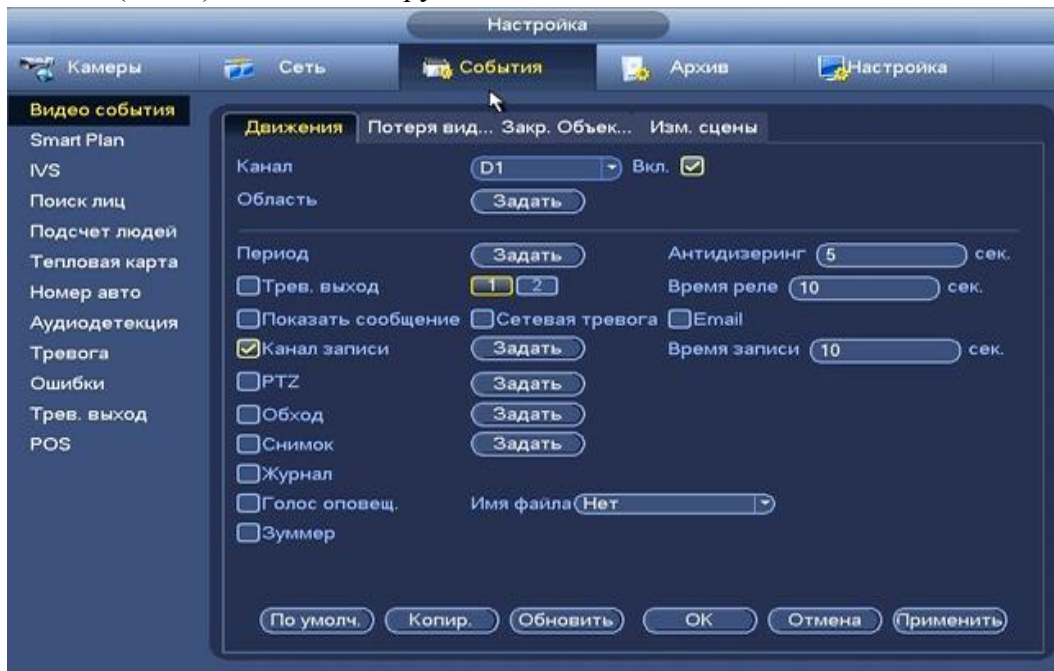 Настройка
Камеры Сеть События Архив Настройка
Видео события
Smart Plan
IVS
Поиск лиц
Подсчет людей
Тепловая карта
Номер авто
Аудиодетекция
Тревога
Ошибки
Трев. выход
POS
Движения Потеря вид... Закр. Объек... Изм. сцены
Канал D1 Вкл.
Область Задать
Период Задать Антидизеринг 5 сек.
Трев. выход 1 2 Время реле 10 сек.
Показать сообщение Сетевая тревога Email
Канал записи Задать Время записи 10 сек.
PTZ Задать
Обход Задать
Снимок Задать
Журнал
Голос оповещ. Имя файла Нет
Зуммер
По умолч. Копир. Обновить ОК Отмена Применить